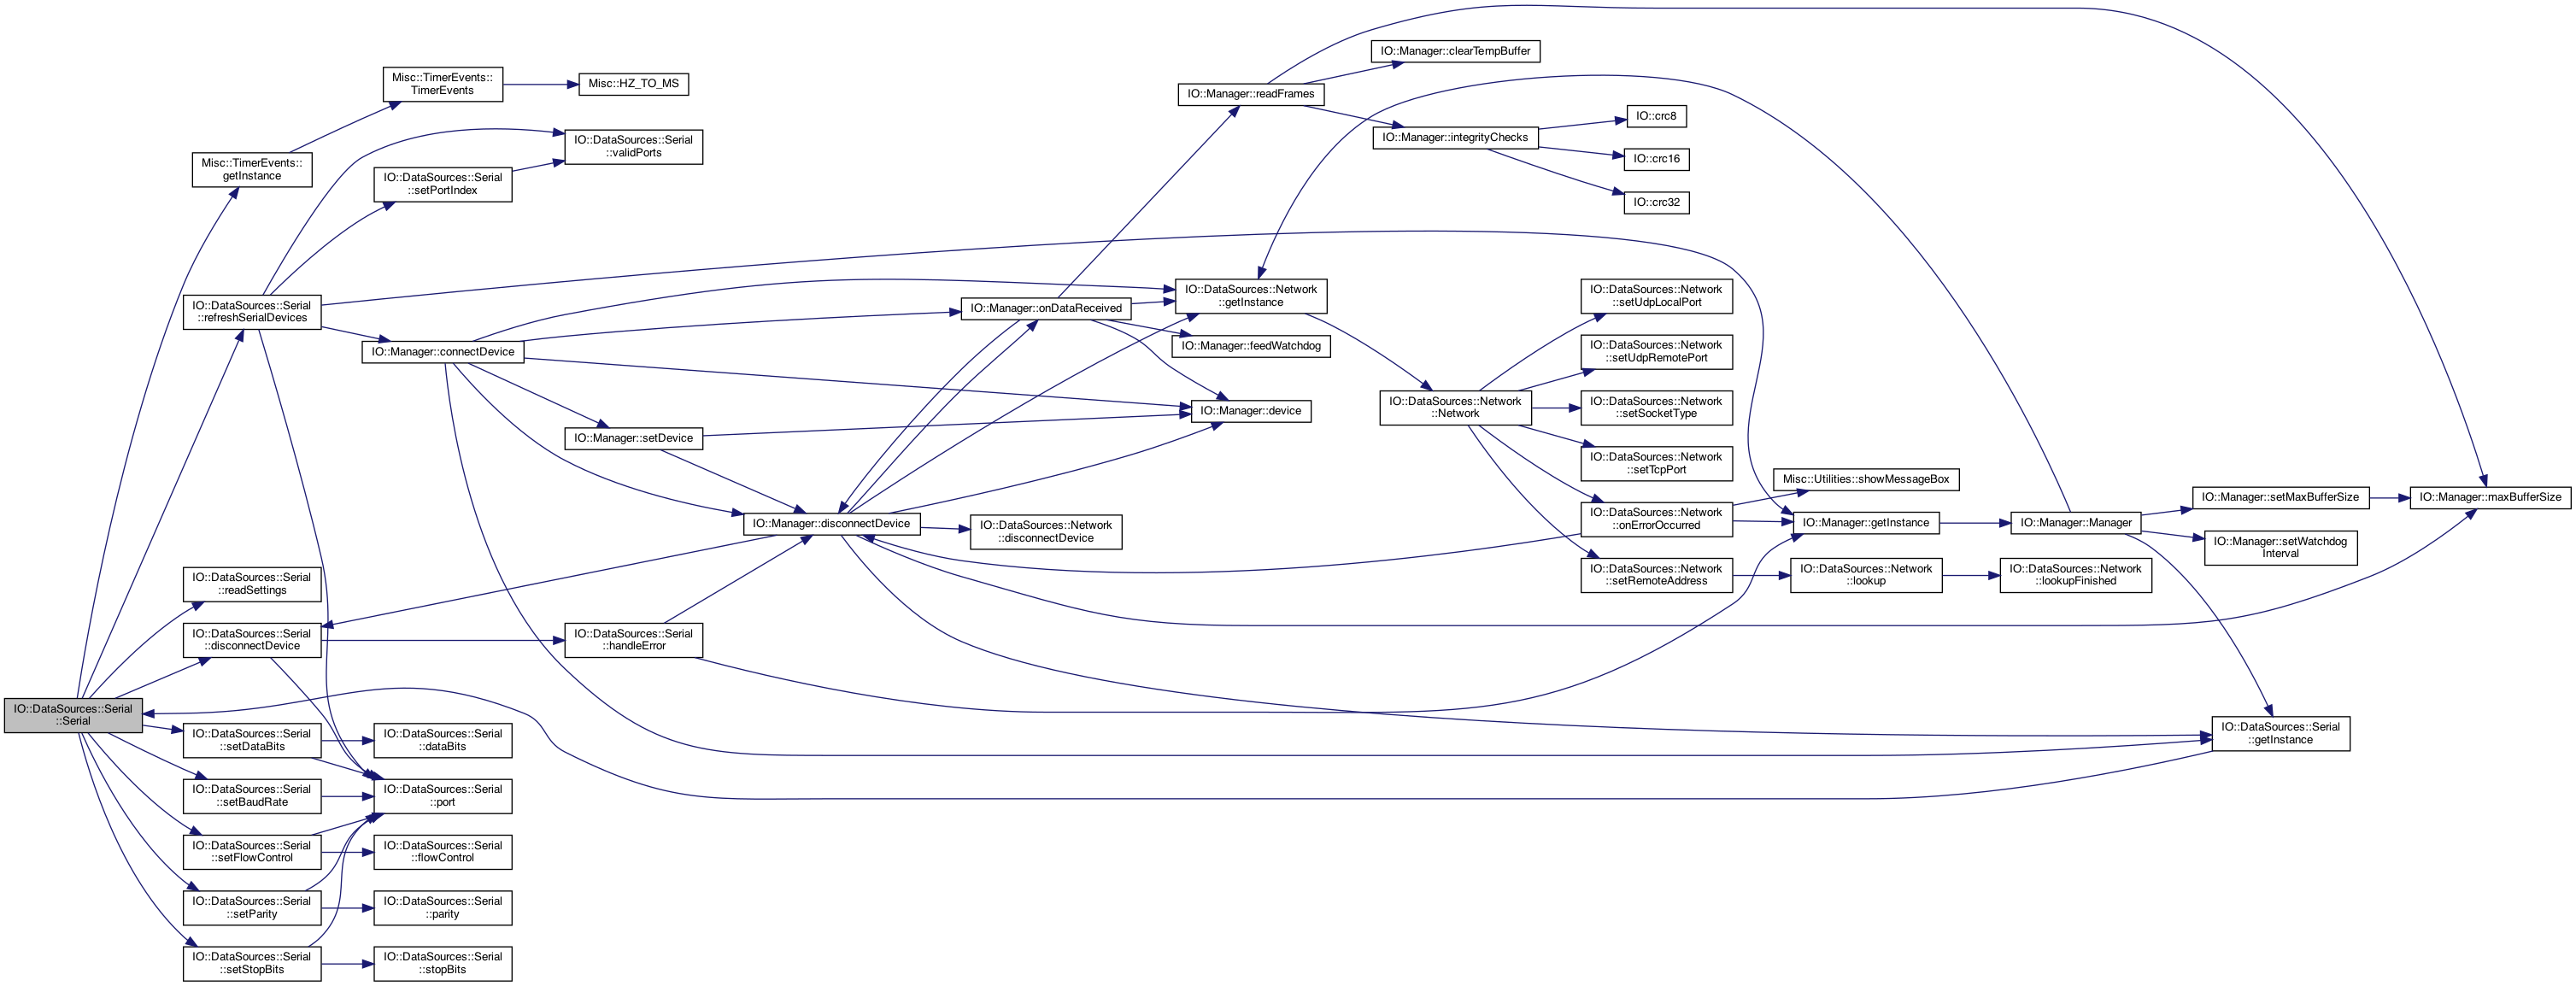 IO::DataSources::Serial
::Serial
Misc::TimerEvents::
getInstance
Misc::TimerEvents::
TimerEvents
Misc::HZ_TO_MS
IO::DataSources::Serial
::validPorts
IO::DataSources::Serial
::setPortIndex
IO::DataSources::Serial
::refreshSerialDevices
IO::Manager::connectDevice
IO::Manager::setDevice
IO::Manager::disconnectDevice
IO::DataSources::Serial
::readSettings
IO::DataSources::Serial
::disconnectDevice
IO::DataSources::Serial
::handleError
IO::DataSources::Serial
::setDataBits
IO::DataSources::Serial
::dataBits
IO::DataSources::Serial
::setBaudRate
IO::DataSources::Serial
::port
IO::DataSources::Serial
::setFlowControl
IO::DataSources::Serial
::flowControl
IO::DataSources::Serial
::setParity
IO::DataSources::Serial
::parity
IO::DataSources::Serial
::setStopBits
IO::DataSources::Serial
::stopBits
IO::Manager::onDataReceived
IO::DataSources::Network
::disconnectDevice
IO::Manager::readFrames
IO::Manager::clearTempBuffer
IO::Manager::integrityChecks
IO::crc8
IO::crc16
IO::crc32
IO::DataSources::Network
::getInstance
IO::Manager::feedWatchdog
IO::Manager::device
IO::DataSources::Network
::Network
IO::DataSources::Network
::setUdpLocalPort
IO::DataSources::Network
::setUdpRemotePort
IO::DataSources::Network
::setSocketType
IO::DataSources::Network
::setTcpPort
IO::DataSources::Network
::onErrorOccurred
IO::DataSources::Network
::setRemoteAddress
Misc::Utilities::showMessageBox
IO::Manager::getInstance
IO::DataSources::Network
::lookup
IO::DataSources::Network
::lookupFinished
IO::Manager::Manager
IO::Manager::setMaxBufferSize
IO::Manager::setWatchdog
Interval
IO::Manager::maxBufferSize
IO::DataSources::Serial
::getInstance